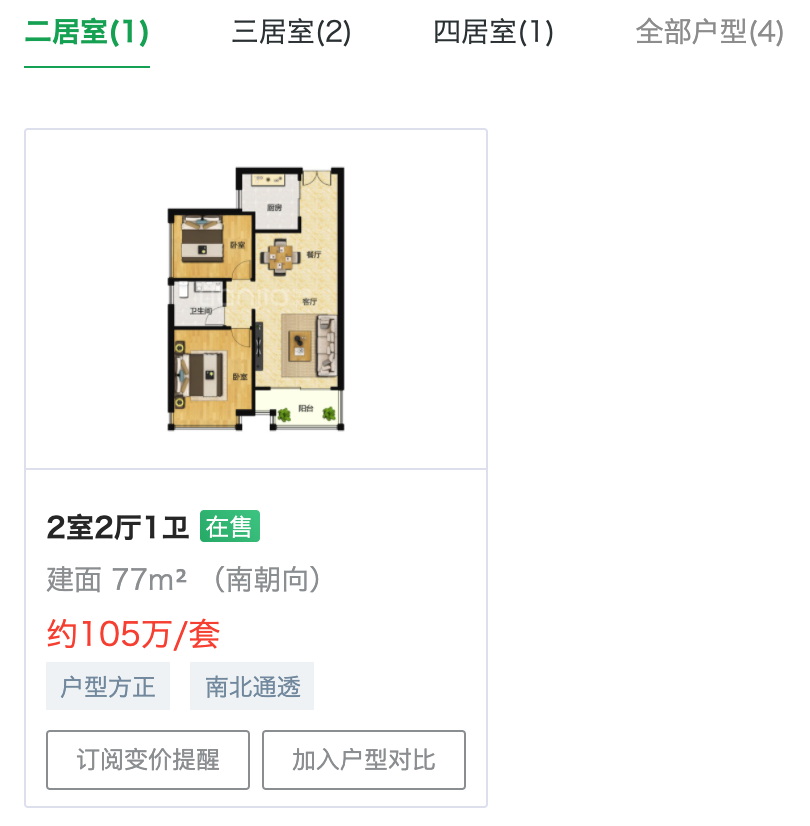 二居室(1) 三居室(2) 四居室(1) 全部户型(4)
厨房
卧室
餐厅
客厅
卫生间
卧室
阳台
2室2厅1卫 在售
建面 77m² （南朝向）
约105万/套
户型方正 南北通透
订阅变价提醒 加入户型对比